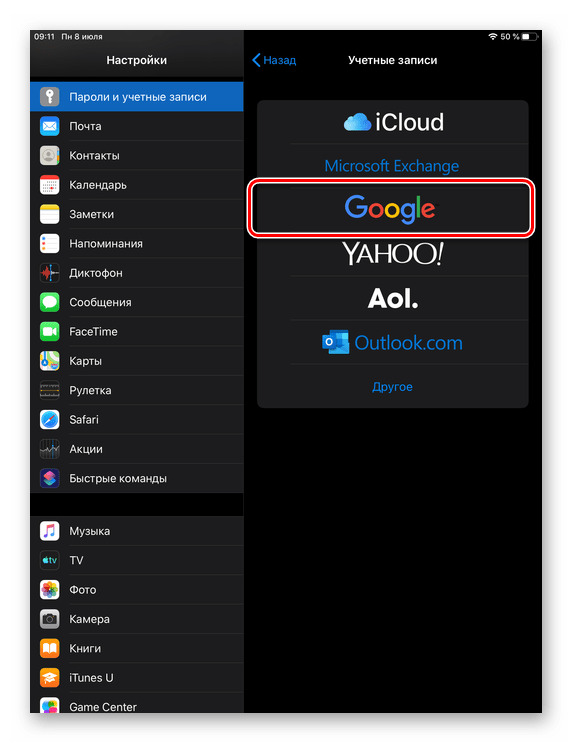 09:11 Пн 8 июля
50 %
Настройки
Назад
Учетные записи
Пароли и учетные записи
Почта
Контакты
Календарь
Заметки
Напоминания
Диктофон
Сообщения
FaceTime
Карты
Рулетка
Safari
Акции
Быстрые команды
Музыка
tv
TV
Фото
Камера
Книги
iTunes U
Game Center
iCloud
Microsoft Exchange
Google
YAHOO!
Aol.
Outlook.com
Другое